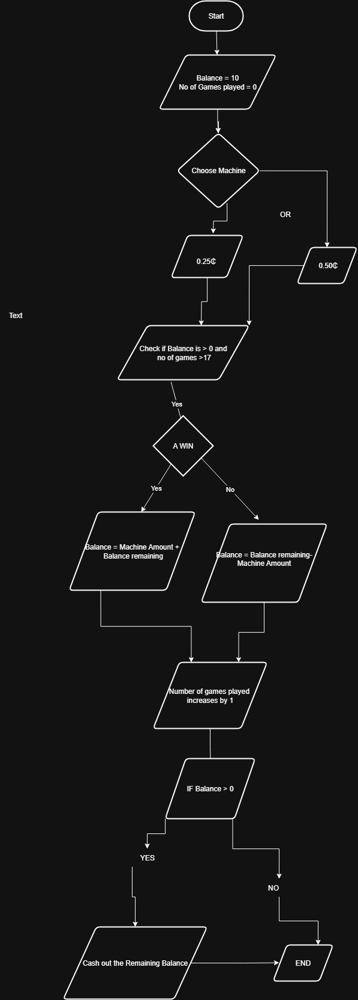 Start
Balance = 10
No of Games played = 0
Choose Machine
OR
0.25₵
0.50₵
Text
Check if Balance is > 0 and
no of games >17
Yes
A WIN
Yes
No
Balance = Machine Amount +
Balance remaining
Balance = Balance remaining-
Machine Amount
Number of games played
increases by 1
IF Balance > 0
YES
NO
Cash out the Remaining Balance
END